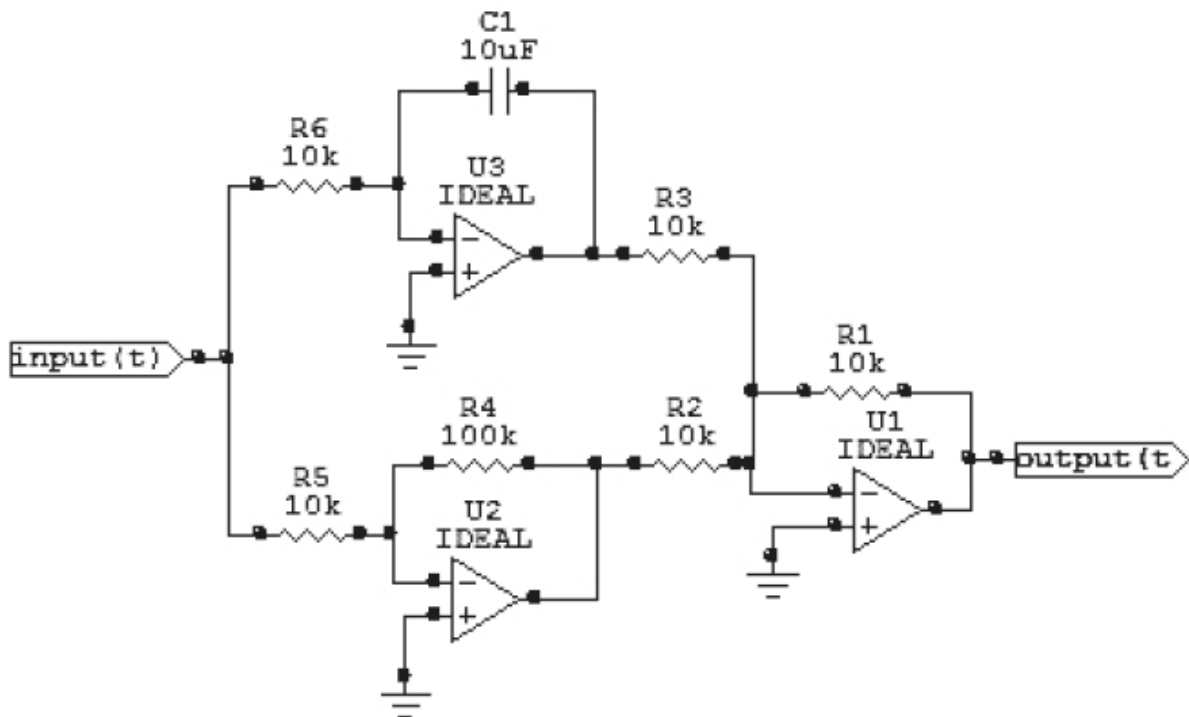 C1
10uF
R6
10k
U3
IDEAL
R3
10k
-
+
input(t)
R1
10k
R4
100k
R2
10k
U1
IDEAL
output(t
R5
10k
U2
IDEAL
-
+
-
+